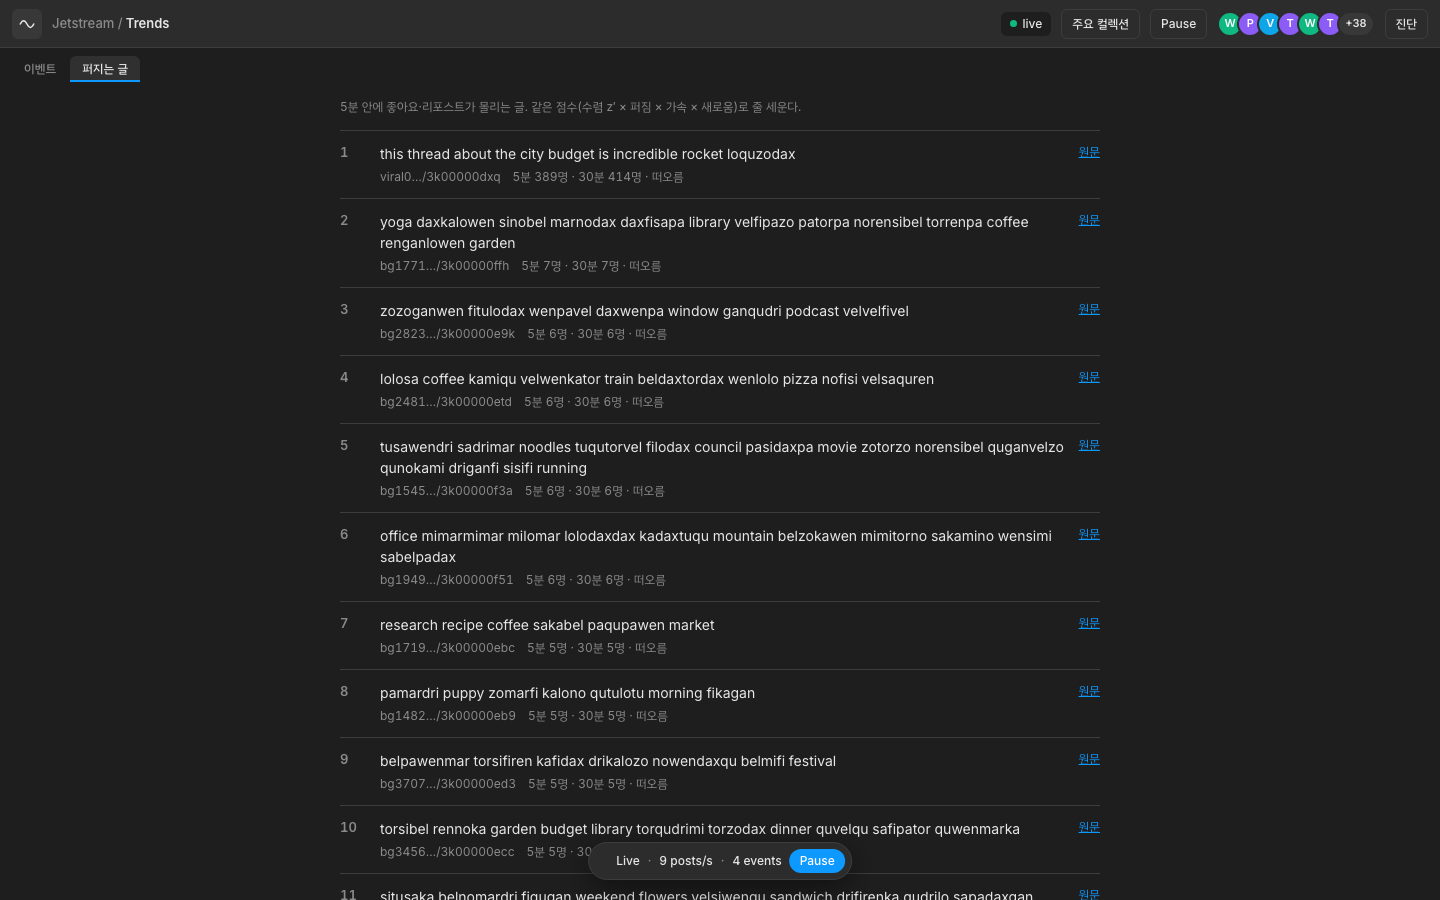 Jetstream / Trends
live
주요 컬렉션
Pause
W P V T W T +38
진단
이벤트
퍼지는 글
5분 안에 좋아요·리포스트가 몰리는 글. 같은 점수(수렴 z' × 퍼짐 × 가속 × 새로움)로 줄 세운다.
1 this thread about the city budget is incredible rocket loquzodax 원문
viral0…/3k00000dxq 5분 389명 · 30분 414명 · 떠오름
2 yoga daxkalowen sinobel marnodax daxfisapa library velfipazo patorpa norensibel torrenpa coffee 원문
renganlowen garden
bg1771…/3k00000ffh 5분 7명 · 30분 7명 · 떠오름
3 zozoganwen fitulodax wenpavel daxwenpa window ganqudri podcast velvelfivel 원문
bg2823…/3k00000e9k 5분 6명 · 30분 6명 · 떠오름
4 lolosa coffee kamiqu velwenkator train beldaxtordax wenlolo pizza nofisi velsaquren 원문
bg2481…/3k00000etd 5분 6명 · 30분 6명 · 떠오름
5 tusawendri sadrimar noodles tuqutorvel filodax council pasidaxpa movie zotorzo norensibel quganvelzo 원문
qunokami driganfi sisifi running
bg1545…/3k00000f3a 5분 6명 · 30분 6명 · 떠오름
6 office mimarmimar milomar lolodaxdax kadaxtuqu mountain belzokawen mimitorno sakamino wensimi 원문
sabelpadax
bg1949…/3k00000f51 5분 6명 · 30분 6명 · 떠오름
7 research recipe coffee sakabel paqupawen market 원문
bg1719…/3k00000ebc 5분 5명 · 30분 5명 · 떠오름
8 pamardri puppy zomarfi kalono qutulotu morning fikagan 원문
bg1482…/3k00000eb9 5분 5명 · 30분 5명 · 떠오름
9 belpawenmar torsifiren kafidax drikalozo nowendaxqu belmifi festival 원문
bg3707…/3k00000ed3 5분 5명 · 30분 5명 · 떠오름
10 torsibel rennoka garden budget library torqudrimi torzodax dinner quvelqu safipator quwenmarka 원문
bg3456…/3k00000ecc 5분 5명 · 30
Live · 9 posts/s · 4 events Pause
11 situsaka belnomardri fiqugan weekend flowers velsiwenqu sandwich drifirenka qudrilo sapadaxgan 원문